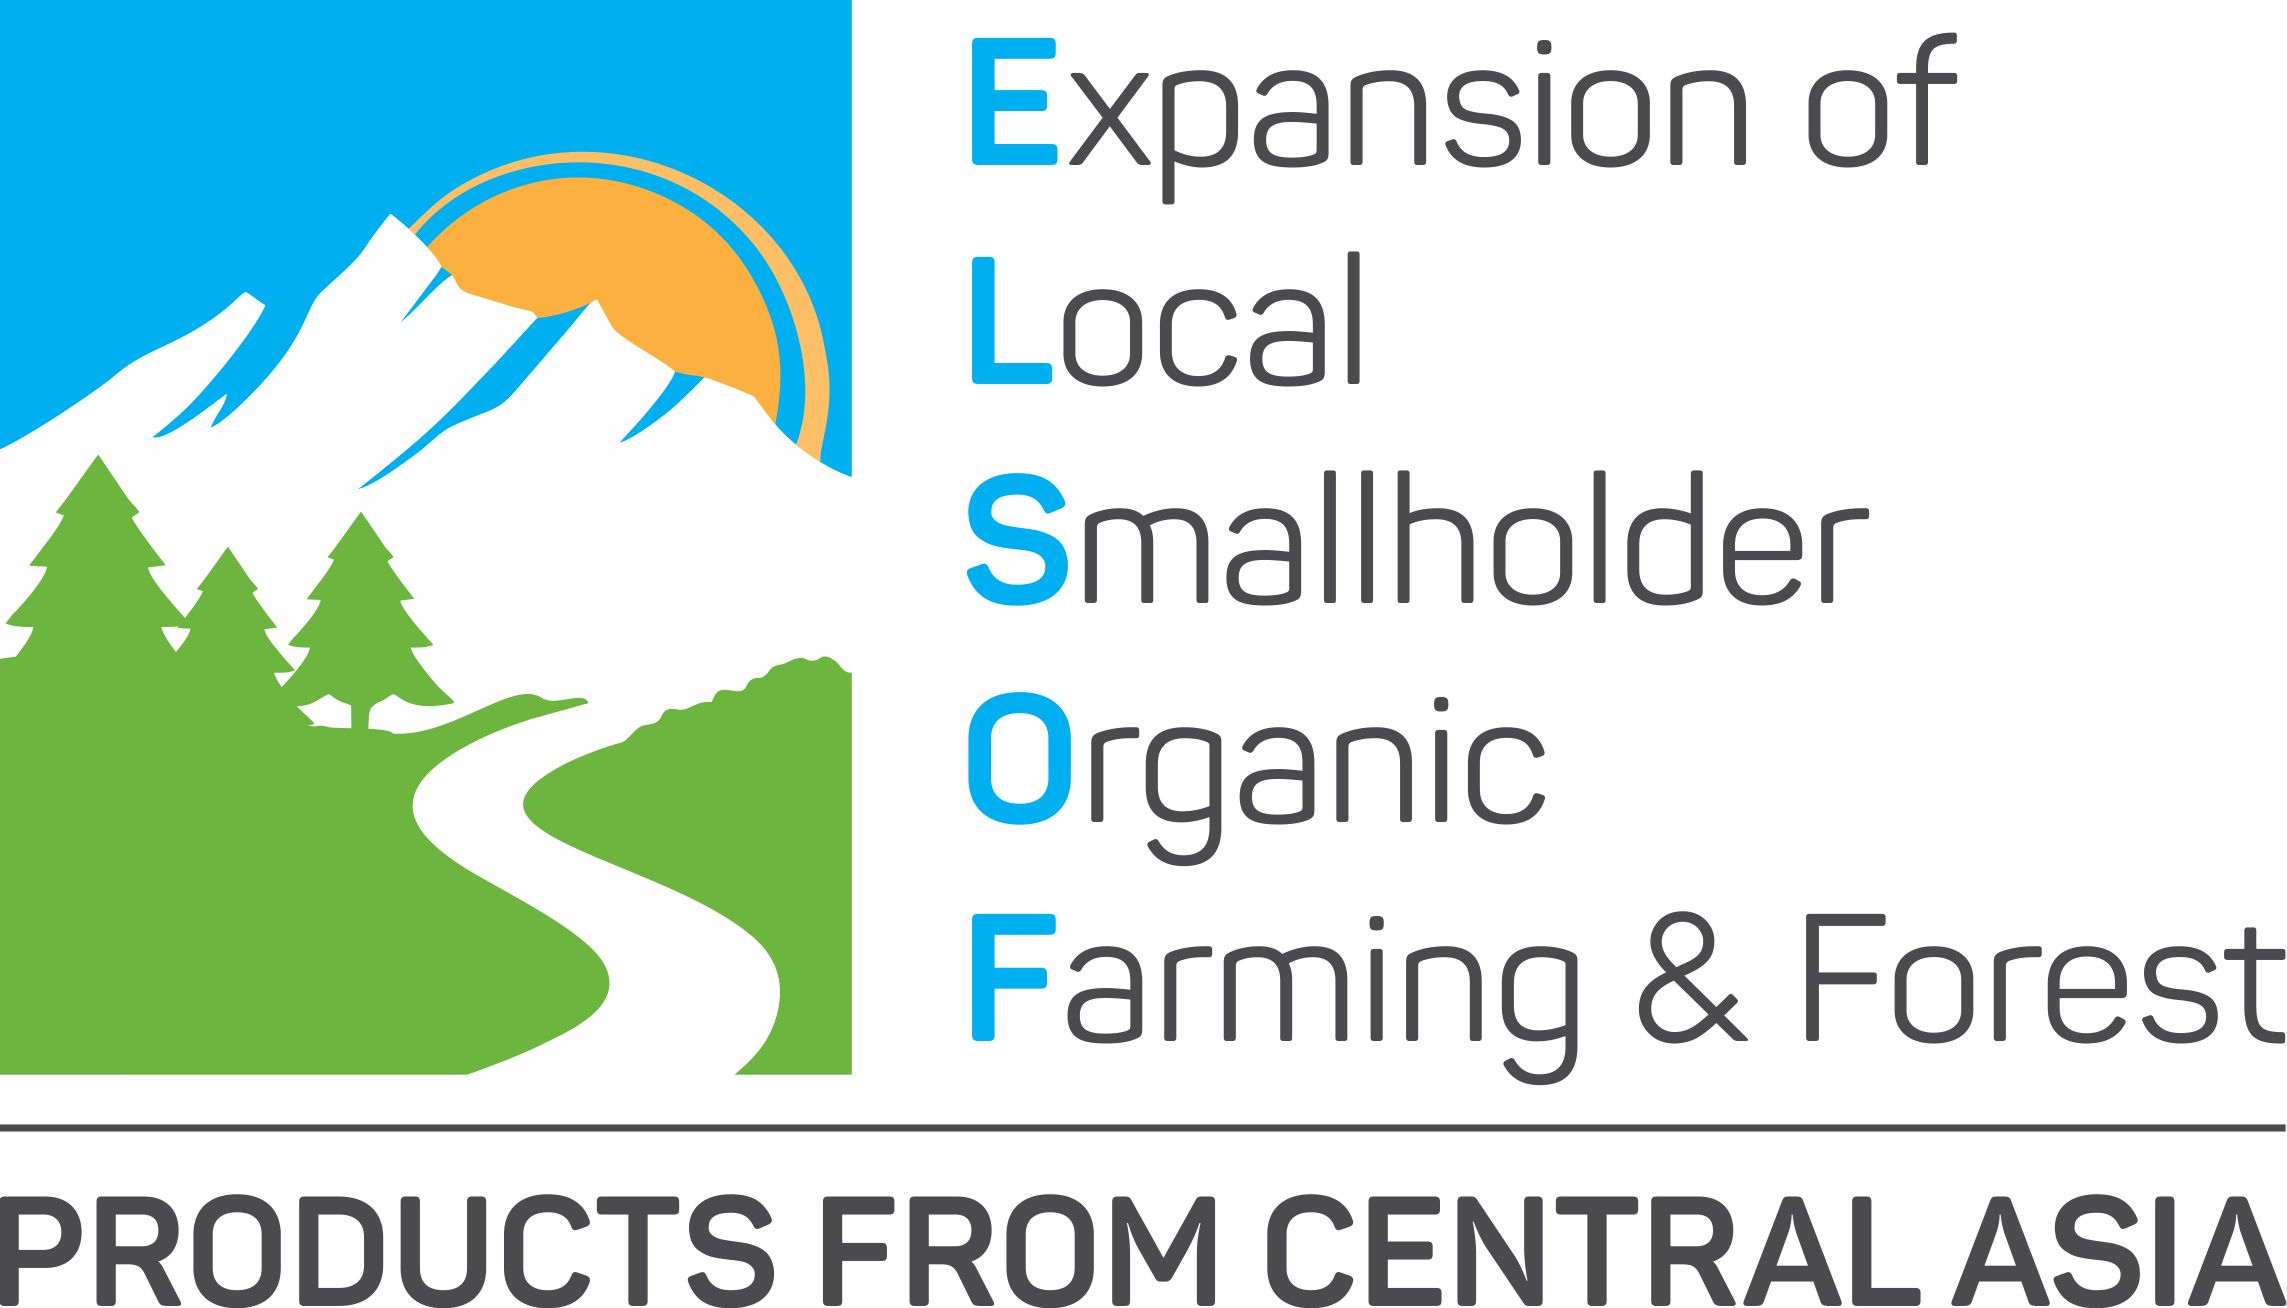 Expansion of
Local
Smallholder
Organic
Farming & Forest
PRODUCTS FROM CENTRAL ASIA